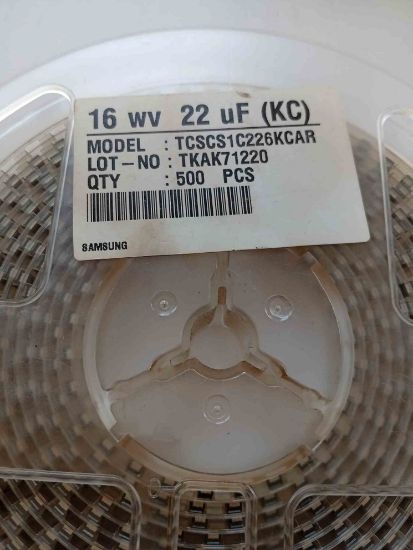 16 wv 22 uF (KC)
MODEL : TCSCS1C226KCAR
LOT-NO : TKAK71220
QTY : 500 PCS
SAMSUNG